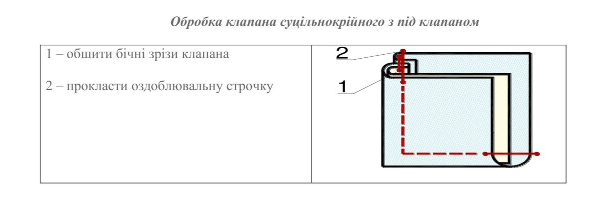 Обробка клапана суцільнокрійного з під клапаном
1 – обшити бічні зрізи клапана
2 – прокласти оздоблювальну строчку
2
1